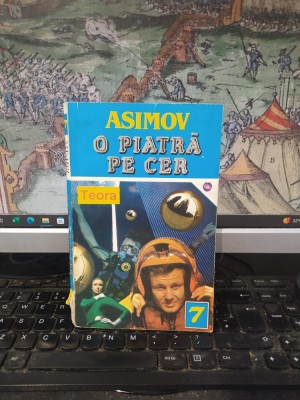 ASIMOV
O PIATRĂ
PE CER
Teora
7